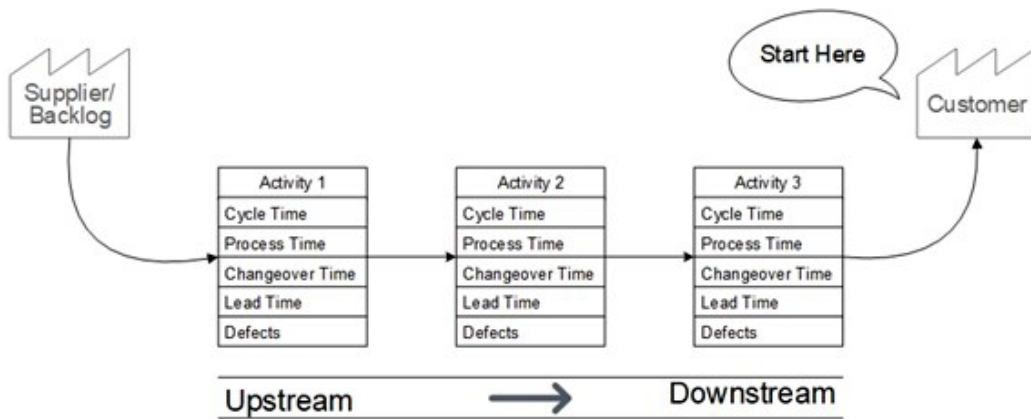 Start Here
Supplier/
Backlog
Customer
Activity 1
Cycle Time
Process Time
Changeover Time
Lead Time
Defects
Activity 2
Cycle Time
Process Time
Changeover Time
Lead Time
Defects
Activity 3
Cycle Time
Process Time
Changeover Time
Lead Time
Defects
Upstream
Downstream